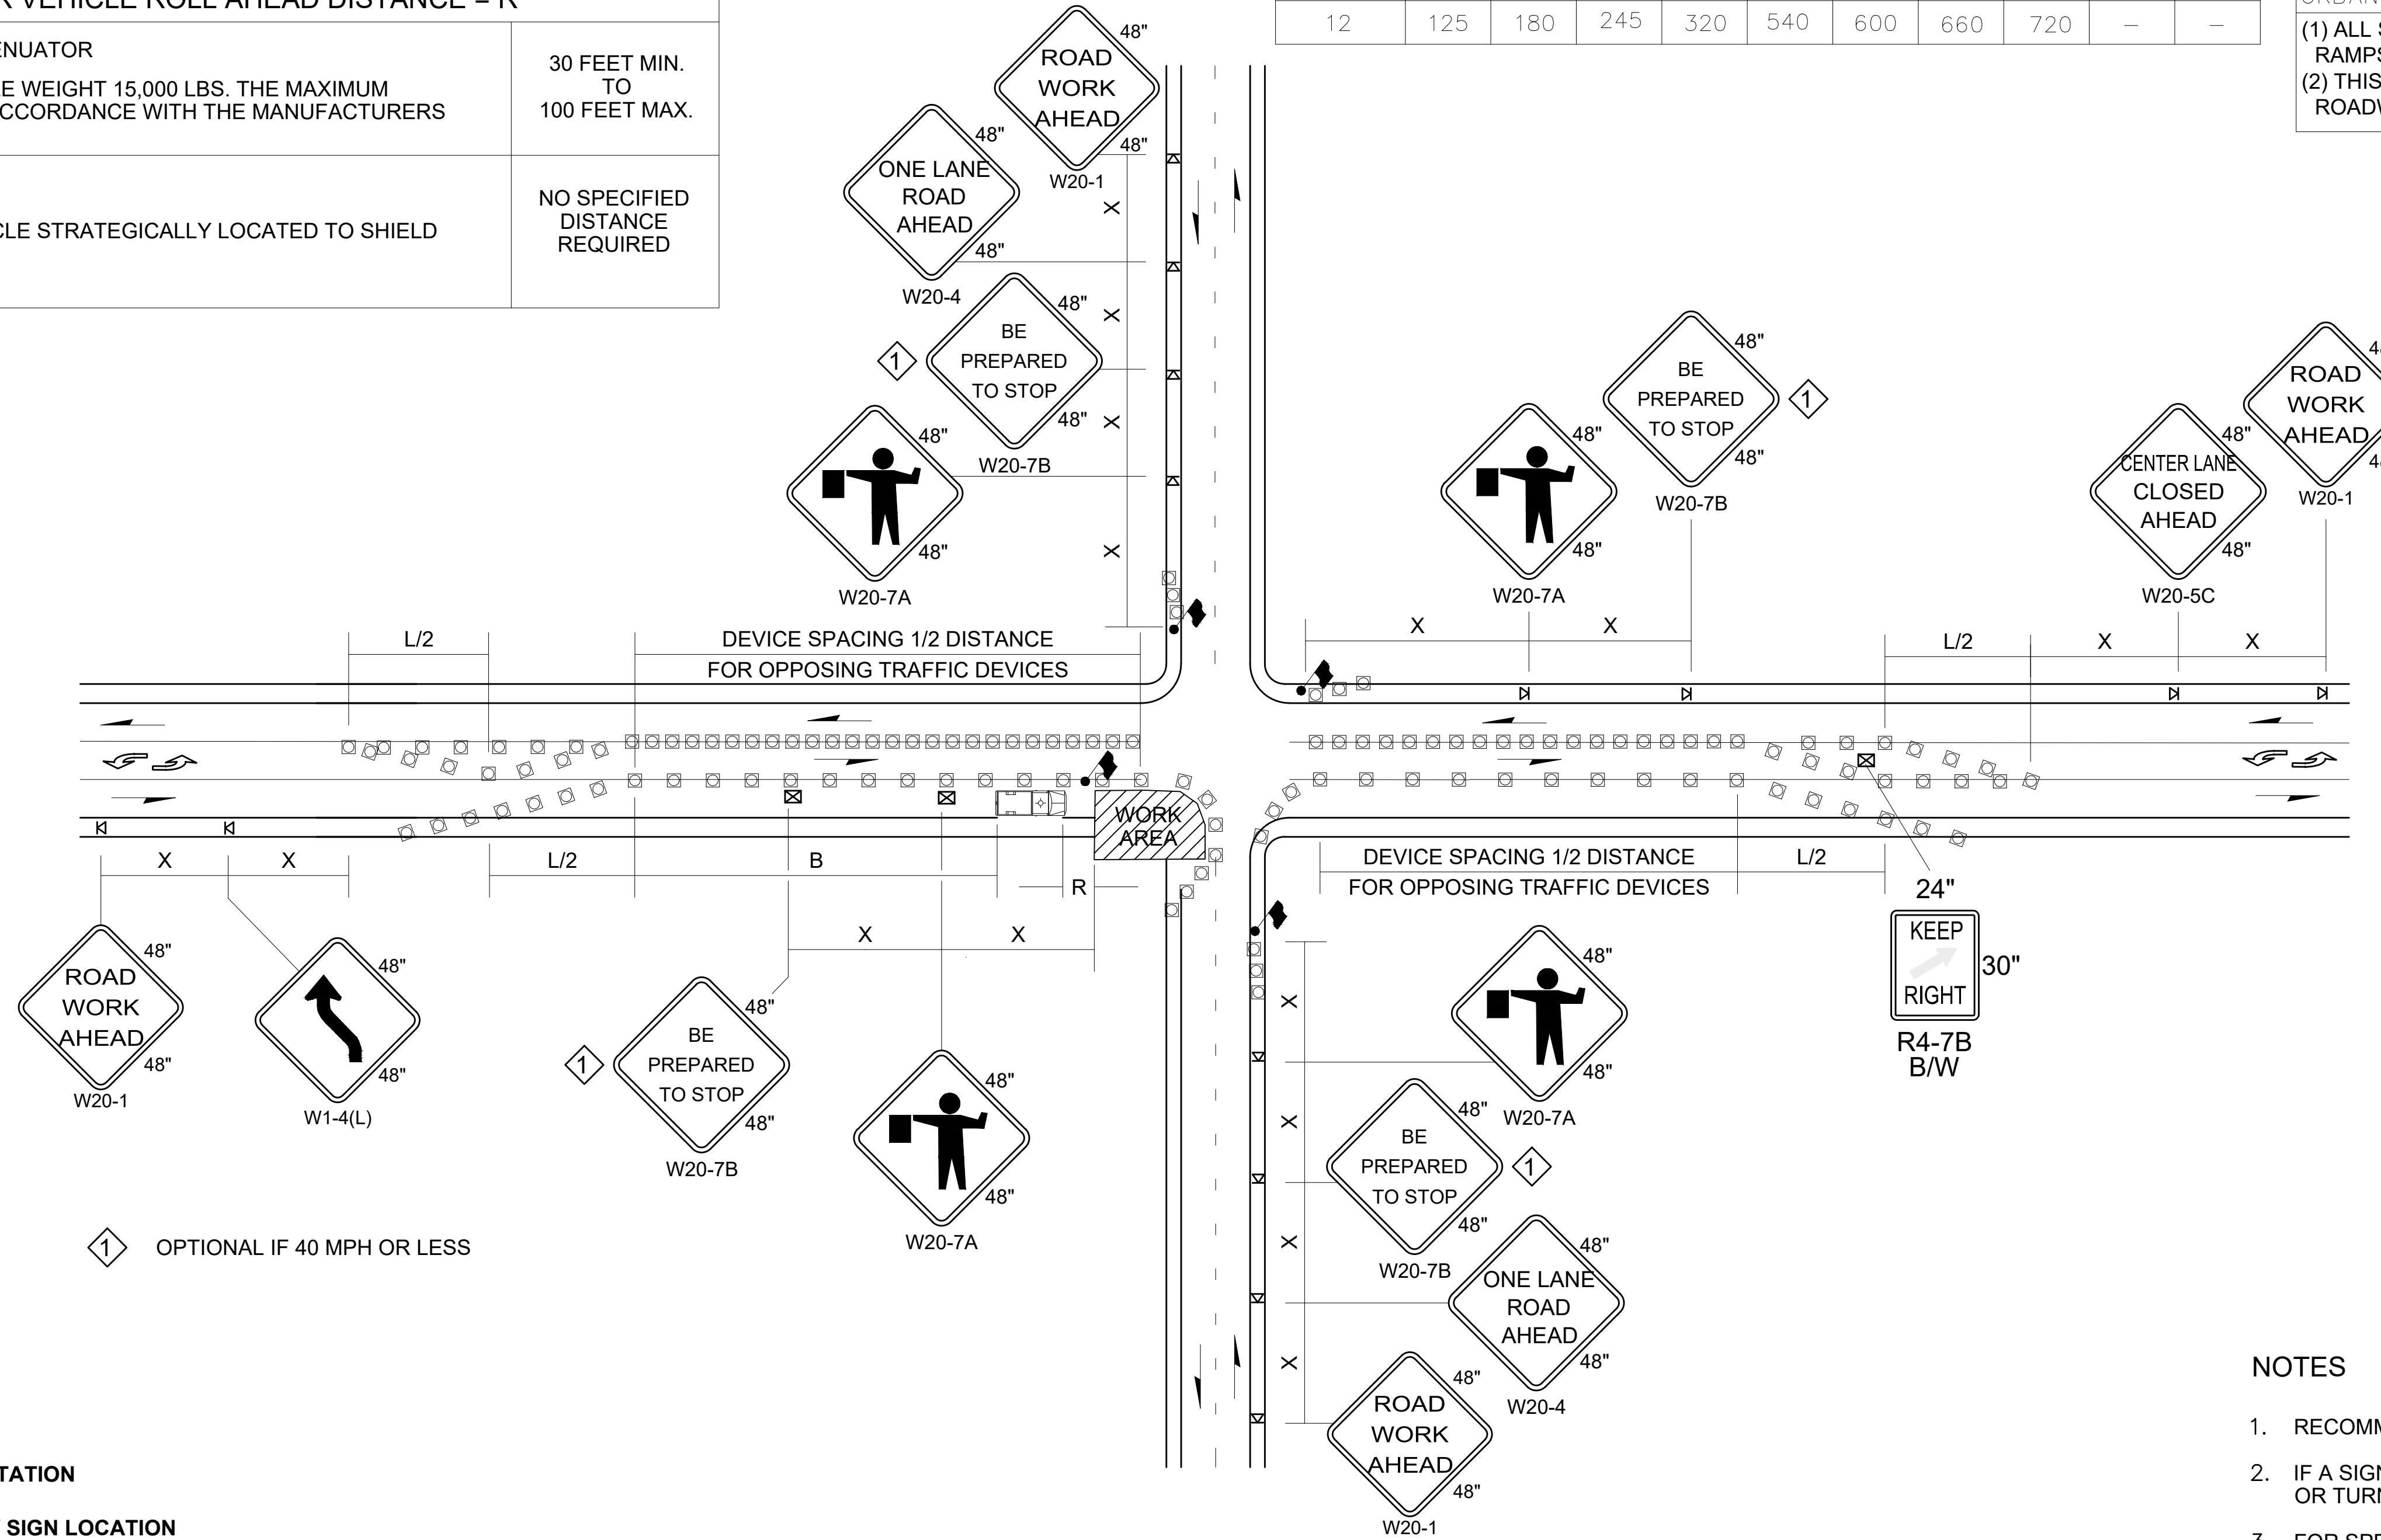 VEHICLE ROLL AHEAD DISTANCE = R
ENUATOR
E WEIGHT 15,000 LBS. THE MAXIMUM
CCORDANCE WITH THE MANUFACTURERS
30 FEET MIN.
TO
100 FEET MAX.
CLE STRATEGICALLY LOCATED TO SHIELD
NO SPECIFIED
DISTANCE
REQUIRED
12 125 180 245 320 540 600 660 720 – –
URBAN
(1) ALL
RAMPS
(2) THIS
ROADW
ROAD
WORK
AHEAD
48"
48"
W20-1
ONE LANE
ROAD
AHEAD
48"
48"
W20-4
1
BE
PREPARED
TO STOP
48"
48"
W20-7B
48"
48"
W20-7A
X
X
X
X
48"
48"
W20-7A
BE
PREPARED
TO STOP
48"
48"
W20-7B
1
CENTER LANE
CLOSED
AHEAD
48"
48"
W20-5C
ROAD
WORK
AHEAD
W20-1
L/2
DEVICE SPACING 1/2 DISTANCE
FOR OPPOSING TRAFFIC DEVICES
X X
L/2 X X
WORK
AREA
X X
L/2 B R
X X
DEVICE SPACING 1/2 DISTANCE
FOR OPPOSING TRAFFIC DEVICES
L/2
24"
KEEP
RIGHT
30"
R4-7B
B/W
ROAD
WORK
AHEAD
48"
48"
W20-1
48"
48"
W1-4(L)
1
BE
PREPARED
TO STOP
48"
48"
W20-7B
48"
48"
W20-7A
X
X
X
X
48"
48"
W20-7A
BE
PREPARED
TO STOP
48"
48"
W20-7B
1
ONE LANE
ROAD
AHEAD
48"
48"
W20-4
ROAD
WORK
AHEAD
48"
48"
W20-1
1 OPTIONAL IF 40 MPH OR LESS
TATION
SIGN LOCATION
NOTES
1. RECOMM
2. IF A SIGN
OR TURN
3. FOR SPE